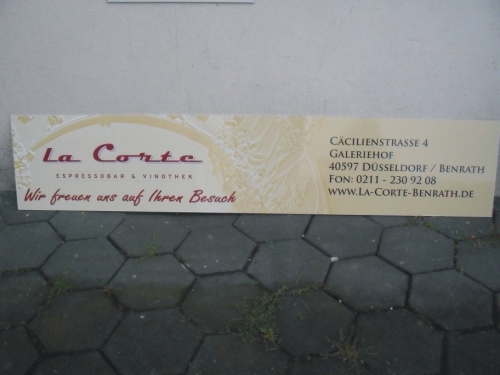 La Corte
ESPRESSOBAR & VINOTHEK
Wir freuen uns auf Ihren Besuch
CÄCILIENSTRASSE 4
GALERIEHOF
40597 DÜSSELDORF / BENRATH
FON: 0211 - 230 92 08
WWW.LA-CORTE-BENRATH.DE